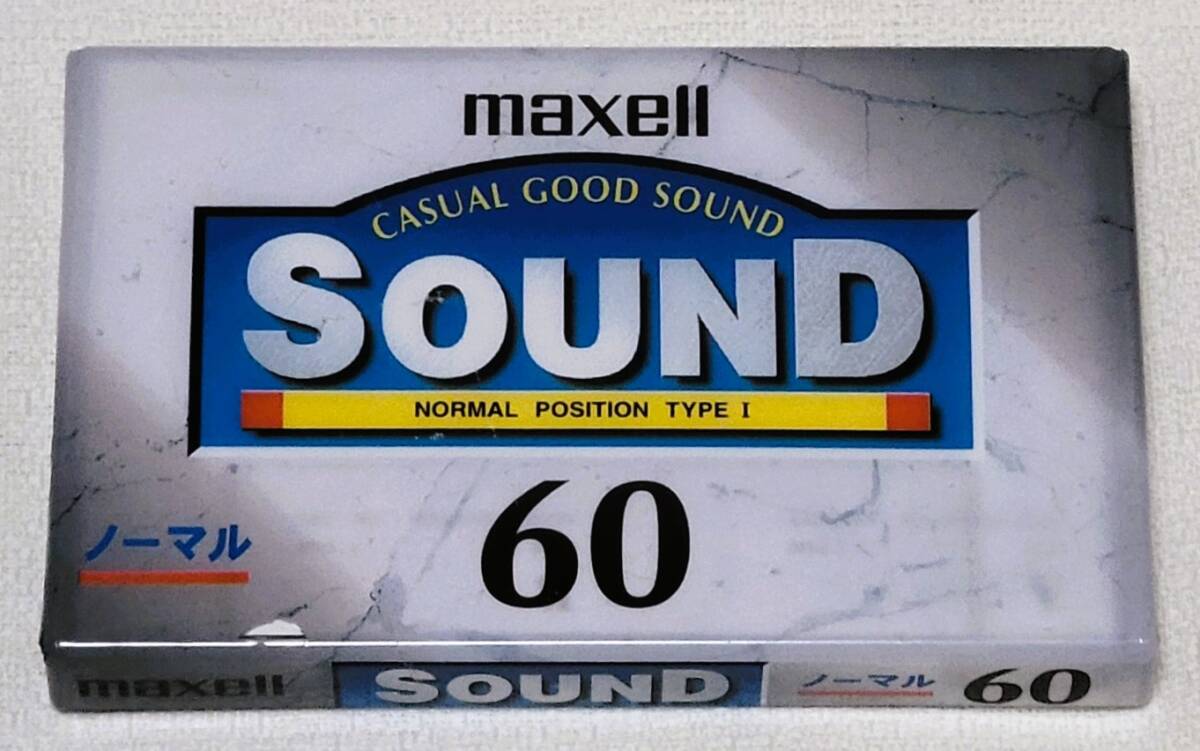 maxell
CASUAL GOOD SOUND
SOUND
NORMAL POSITION TYPE I
60
ノーマル
maxell SOUND ノーマル 60